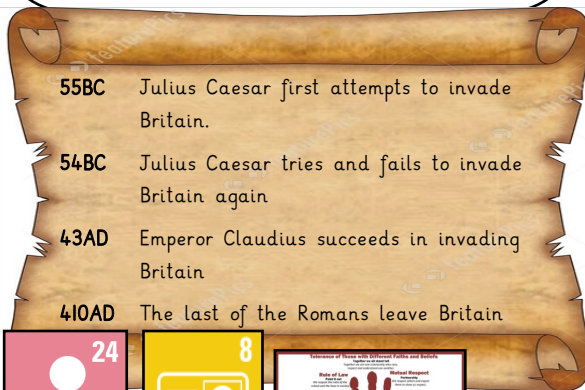 55BC Julius Caesar first attempts to invade
Britain.
54BC Julius Caesar tries and fails to invade
Britain again
43AD Emperor Claudius succeeds in invading
Britain
410AD The last of the Romans leave Britain
24
8
Tolerance of Those with Different Faiths and Beliefs
Rule of Law
Mutual Respect